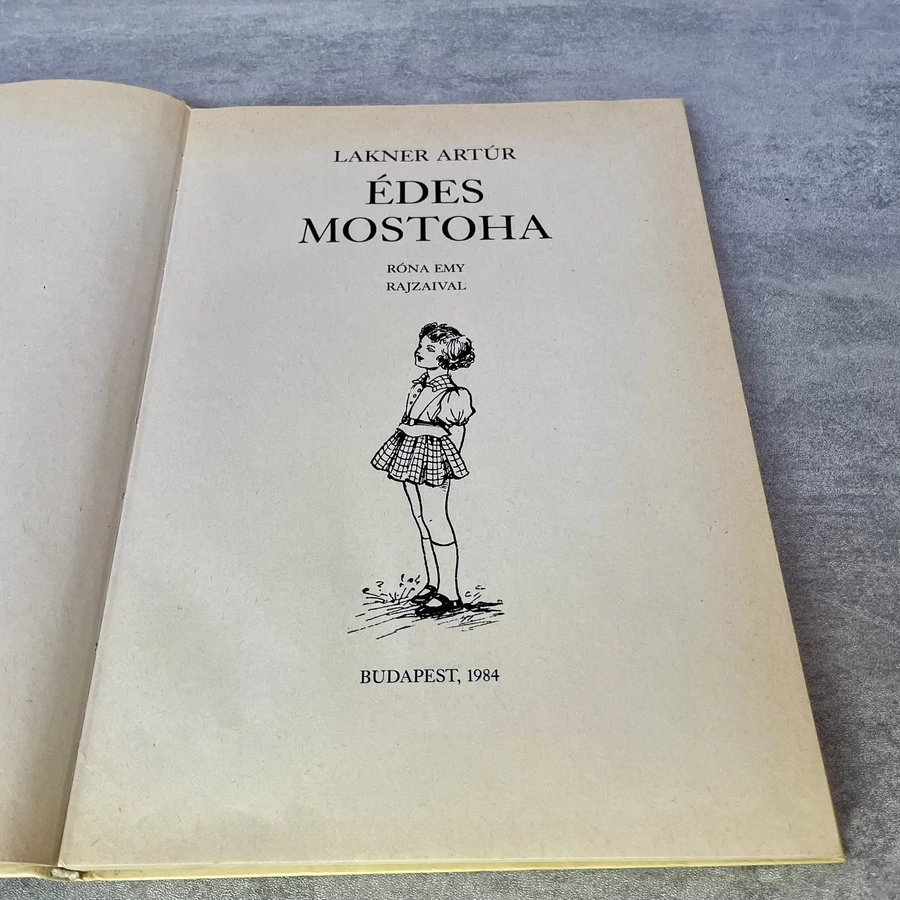 LAKNER ARTÚR
ÉDES
MOSTOHA
RÓNA EMY
RAJZAIVAL
BUDAPEST, 1984